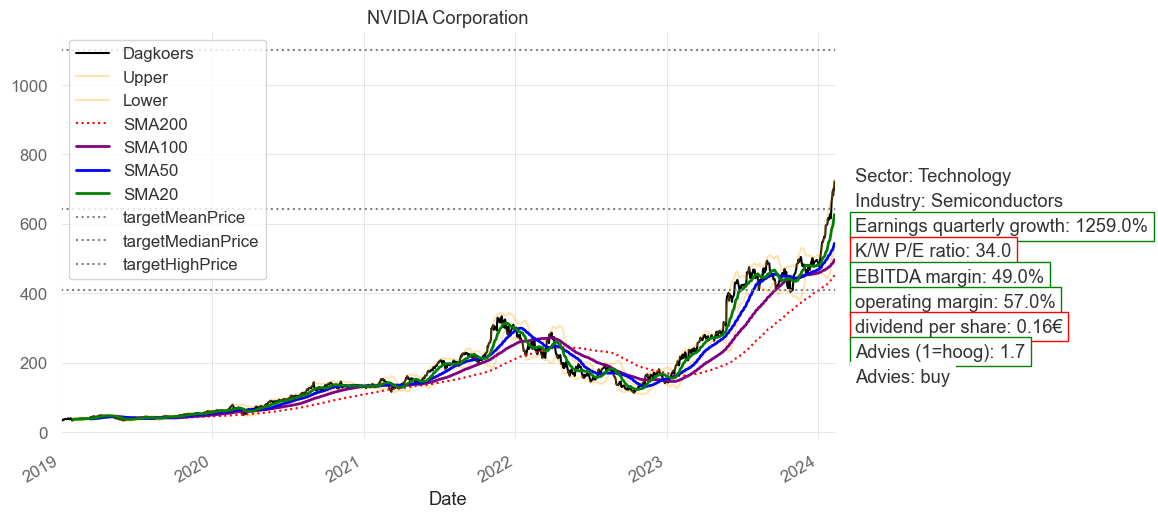 NVIDIA Corporation
Dagkoers
Upper
Lower
SMA200
SMA100
SMA50
SMA20
targetMeanPrice
targetMedianPrice
targetHighPrice
1000
800
600
400
200
0
2019
2020
2021
2022
2023
2024
Date
Sector: Technology
Industry: Semiconductors
Earnings quarterly growth: 1259.0%
K/W P/E ratio: 34.0
EBITDA margin: 49.0%
operating margin: 57.0%
dividend per share: 0.16€
Advies (1=hoog): 1.7
Advies: buy